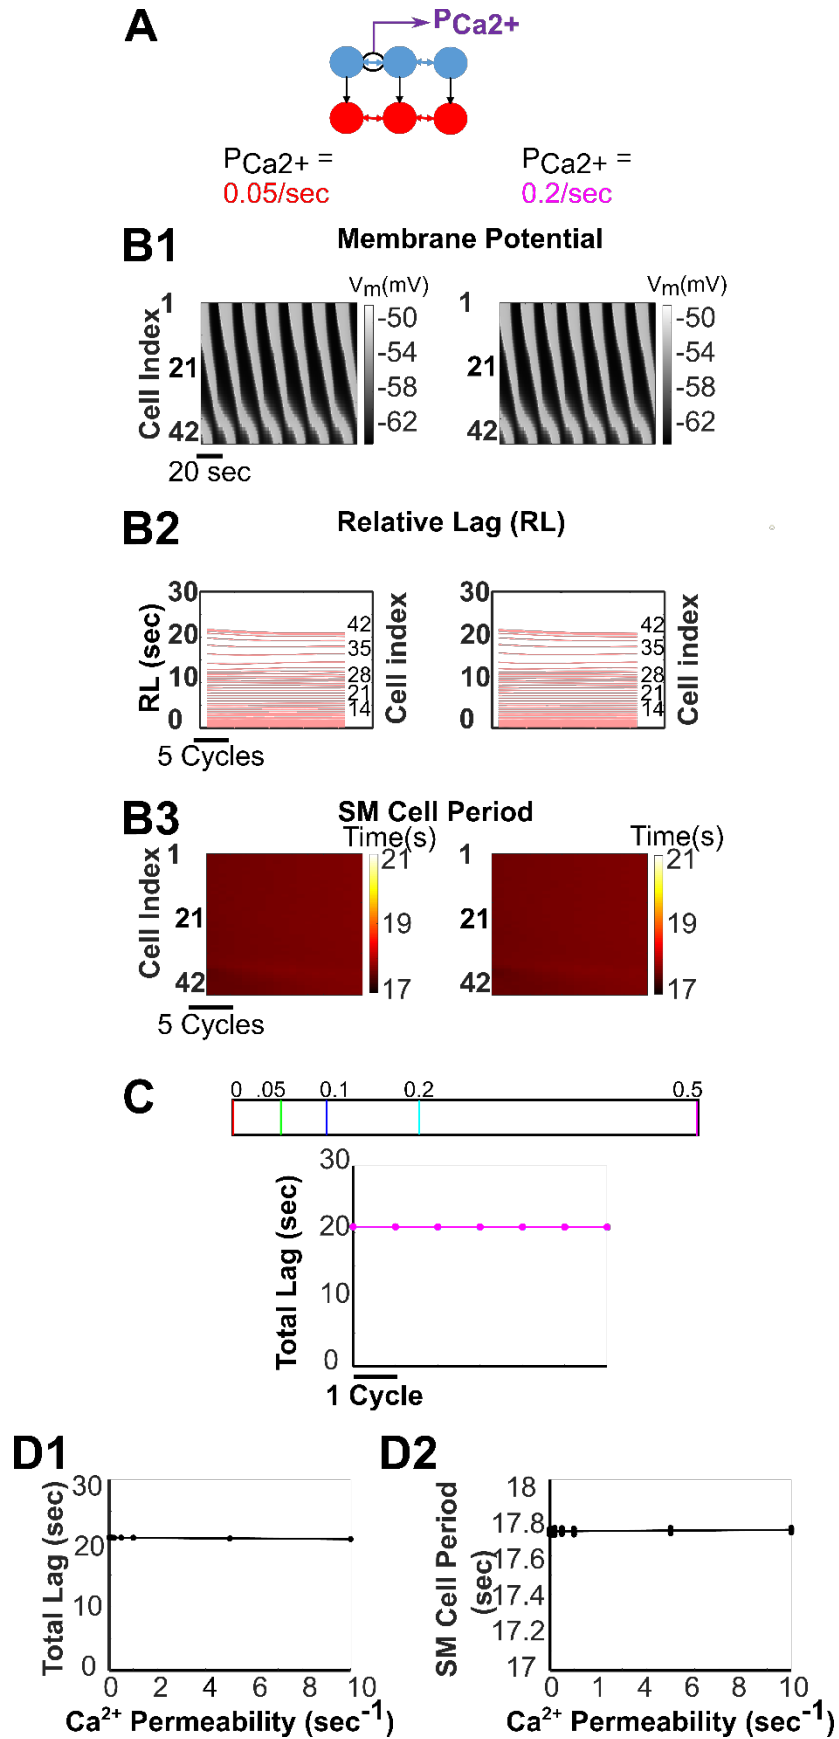 A
PCa2+
PCa2+ =
0.05/sec
PCa2+ =
0.2/sec
B1
Membrane Potential
Vm(mV)
Vm(mV)
Cell Index
1
21
42
-50
-54
-58
-62
1
21
42
-50
-54
-58
-62
20 sec
B2
Relative Lag (RL)
RL (sec)
30
20
10
0
42
35
28
21
14
Cell index
30
20
10
0
42
35
28
21
14
Cell index
5 Cycles
B3
SM Cell Period
Time(s)
Time(s)
Cell Index
1
21
42
21
19
17
1
21
42
21
19
17
5 Cycles
C
0 .05 0.1 0.2 0.5
Total Lag (sec)
30
20
10
0
1 Cycle
D1
Total Lag (sec)
30
20
10
0
0 2 4 6 8 10
Ca²⁺ Permeability (sec⁻¹)
D2
SM Cell Period
(sec)
18
17.8
17.6
17.4
17.2
17
0 1 4 6 8 10
Ca²⁺ Permeability (sec⁻¹)